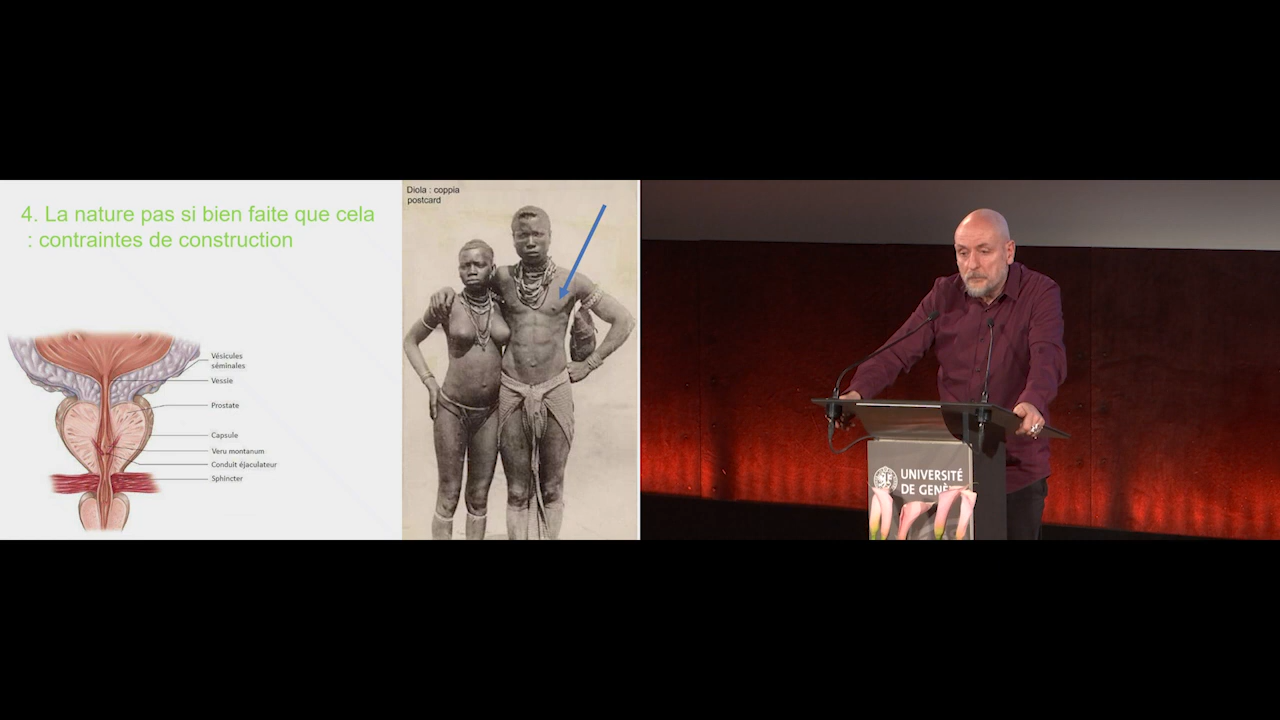 4. La nature pas si bien faite que cela
: contraintes de construction
Vésicules
séminales
Vessie
Prostate
Capsule
Veru montanum
Conduit éjaculateur
Sphincter
Diola : coppia
postcard
UNIVERSITÉ
DE GENÈVE